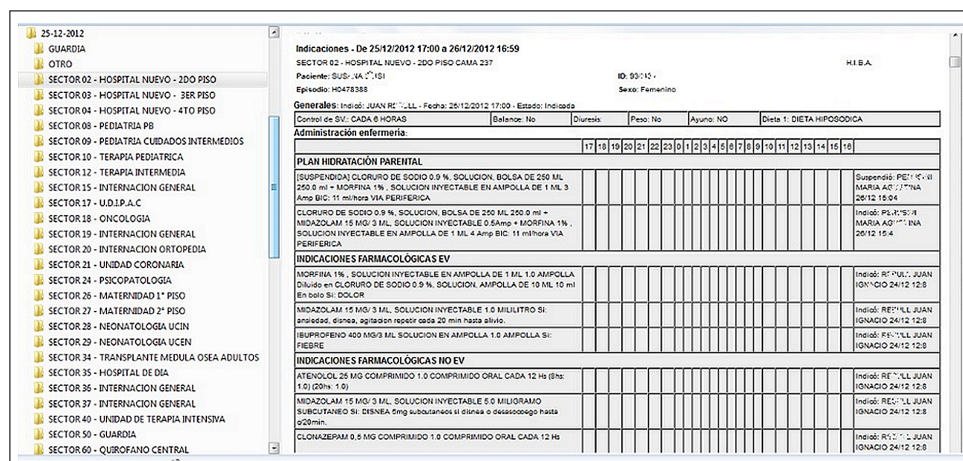 25-12-2012
GUARDIA
OTRO
SECTOR 02 - HOSPITAL NUEVO - 2DO PISO
SECTOR 03 - HOSPITAL NUEVO - 3ER PISO
SECTOR 04 - HOSPITAL NUEVO - 4TO PISO
SECTOR 08 - PEDIATRIA PB
SECTOR 09 - PEDIATRIA CUIDADOS INTERMEDIOS
SECTOR 10 - TERAPIA PEDIATRICA
SECTOR 12 - TERAPIA INTERMEDIA
SECTOR 15 - INTERNACION GENERAL
SECTOR 17 - U.D.I.P.A.C
SECTOR 18 - ONCOLOGIA
SECTOR 19 - INTERNACION GENERAL
SECTOR 20 - INTERNACION ORTOPEDIA
SECTOR 21 - UNIDAD CORONARIA
SECTOR 24 - PSICOPATOLOGIA
SECTOR 26 - MATERNIDAD 1° PISO
SECTOR 27 - MATERNIDAD 2° PISO
SECTOR 28 - NEONATOLOGIA UCIN
SECTOR 29 - NEONATOLOGIA UCEN
SECTOR 34 - TRANSPLANTE MEDULA OSEA ADULTOS
SECTOR 35 - HOSPITAL DE DIA
SECTOR 36 - INTERNACION GENERAL
SECTOR 37 - INTERNACION GENERAL
SECTOR 40 - UNIDAD DE TERAPIA INTENSIVA
SECTOR 50 - GUARDIA
SECTOR 60 - QUIROFANO CENTRAL
Indicaciones - De 25/12/2012 17:00 a 26/12/2012 16:59
SECTOR 02 - HOSPITAL NUEVO - 2DO PISO CAMA 237 H.I.B.A.
Paciente: ID:
Episodio: H0478388 Sexo: Femenino
Generales: Indicó: JUAN - Fecha: 25/12/2012 17:00 - Estado: Indicada
Control de SV.: CADA 6 HORAS Balance: No Diuresis: Peso: No Ayuno: NO Dieta 1: DIETA HIPOSODICA
Administración enfermeria:
17 18 19 20 21 22 23 0 1 2 3 4 5 6 7 8 9 10 11 12 13 14 15 16
PLAN HIDRATACIÓN PARENTAL
[SUSPENDIDA] CLORURO DE SODIO 0.9 %, SOLUCION, BOLSA DE 250 ML
250.0 ml + MORFINA 1% , SOLUCION INYECTABLE EN AMPOLLA DE 1 ML 3
Amp BIC: 11 ml/hora VIA PERIFERICA
Suspendió:
MARIA
26/12 15:04
CLORURO DE SODIO 0.9 %, SOLUCION, BOLSA DE 250 ML 250.0 ml +
MIDAZOLAM 15 MG/ 3 ML, SOLUCION INYECTABLE 0.5Amp + MORFINA 1% ,
SOLUCION INYECTABLE EN AMPOLLA DE 1 ML 4 Amp BIC: 11 ml/hora VIA
PERIFERICA
Indicó:
MARIA
26/12 15:4
INDICACIONES FARMACOLÓGICAS EV
MORFINA 1% , SOLUCION INYECTABLE EN AMPOLLA DE 1 ML 1.0 AMPOLLA
Diluido en CLORURO DE SODIO 0.9 %, SOLUCION, AMPOLLA DE 10 ML 10 ml
En bolo Si: DOLOR
Indicó: JUAN
IGNACIO 24/12 12:8
MIDAZOLAM 15 MG/ 3 ML, SOLUCION INYECTABLE 1.0 MILILITRO Si:
ansiedad, disnea, agitacion repetir cada 20 min hasta alivio.
Indicó: JUAN
IGNACIO 24/12 12:8
IBUPROFENO 400 MG/3 ML SOLUCION EN AMPOLLA 1.0 AMPOLLA Si:
FIEBRE
Indicó: JUAN
IGNACIO 24/12 12:8
INDICACIONES FARMACOLÓGICAS NO EV
ATENOLOL 25 MG COMPRIMIDO 1.0 COMPRIMIDO ORAL CADA 12 Hs (8hs:
1.0) (20hs: 1.0)
Indicó: JUAN
IGNACIO 24/12 12:8
MIDAZOLAM 15 MG/ 3 ML, SOLUCION INYECTABLE 5.0 MILIGRAMO
SUBCUTANEO Si: DISNEA 5mg subcutaneos si disnea o desasosego hasta
c/20min.
Indicó: JUAN
IGNACIO 24/12 12:8
CLONAZEPAM 0,5 MG COMPRIMIDO 1.0 COMPRIMIDO ORAL CADA 12 Hs
Indicó: JUAN
IGNACIO 24/12 12:8